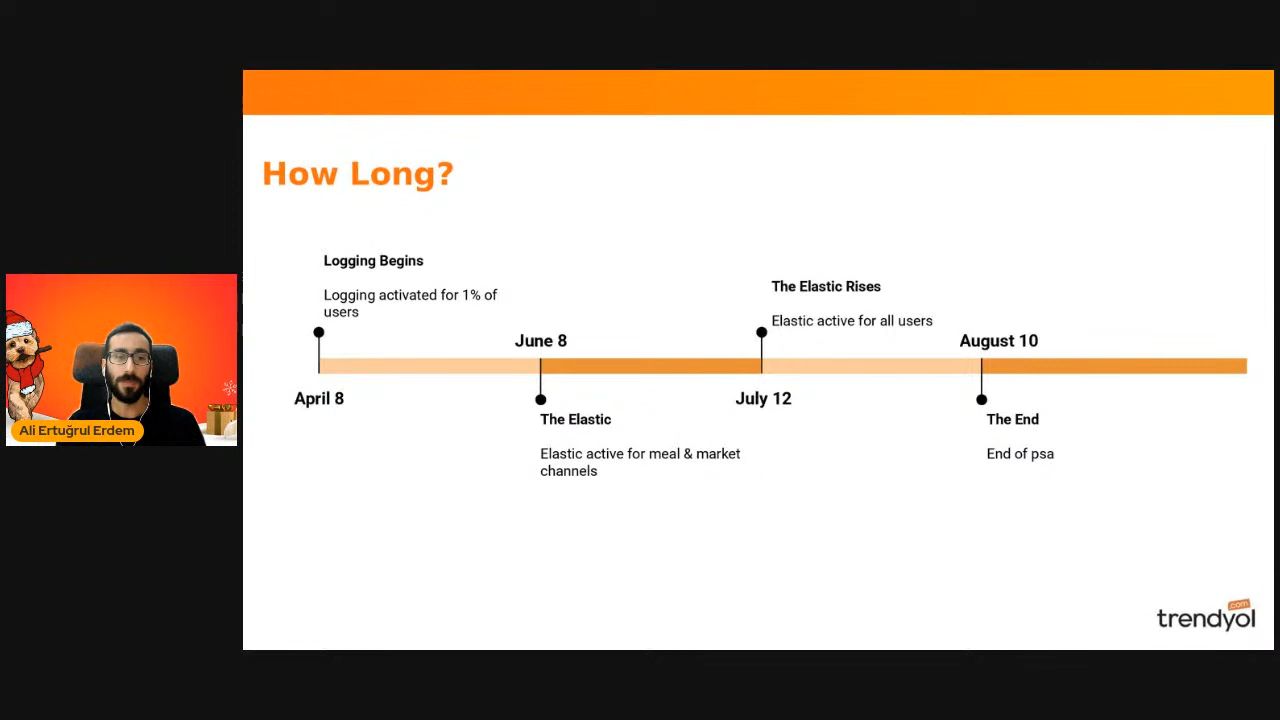 How Long?
Logging Begins
Logging activated for 1% of
users
April 8
June 8
The Elastic
Elastic active for meal & market
channels
The Elastic Rises
Elastic active for all users
July 12
August 10
The End
End of psa
Ali Ertuğrul Erdem
.com
trendyol